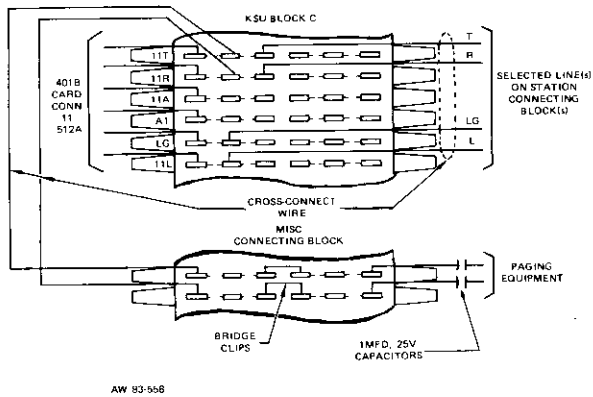 KSU BLOCK C
T
R
11T
11R
11A
A1
LG
11L
401B
CARD
CONN
11
512A
LG
L
SELECTED LINE(s)
ON STATION
CONNECTING
BLOCK(s)
CROSS-CONNECT
WIRE
MISC
CONNECTING BLOCK
PAGING
EQUIPMENT
BRIDGE
CLIPS
1MFD, 25V
CAPACITORS
AW 83-558